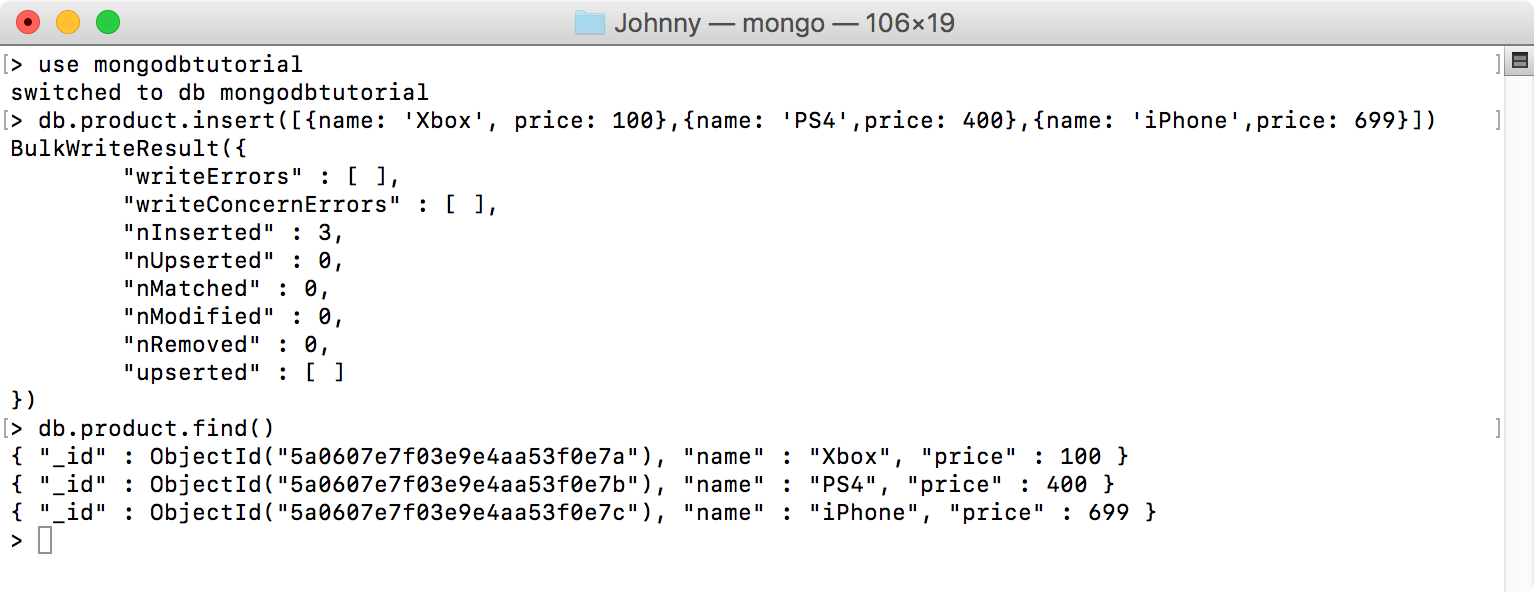 Johnny — mongo — 106×19
[> use mongodbtutorial ]
switched to db mongodbtutorial
[> db.product.insert([{name: 'Xbox', price: 100},{name: 'PS4',price: 400},{name: 'iPhone',price: 699}]) ]
BulkWriteResult({
        "writeErrors" : [ ],
        "writeConcernErrors" : [ ],
        "nInserted" : 3,
        "nUpserted" : 0,
        "nMatched" : 0,
        "nModified" : 0,
        "nRemoved" : 0,
        "upserted" : [ ]
})
[> db.product.find() ]
{ "_id" : ObjectId("5a0607e7f03e9e4aa53f0e7a"), "name" : "Xbox", "price" : 100 }
{ "_id" : ObjectId("5a0607e7f03e9e4aa53f0e7b"), "name" : "PS4", "price" : 400 }
{ "_id" : ObjectId("5a0607e7f03e9e4aa53f0e7c"), "name" : "iPhone", "price" : 699 }
>